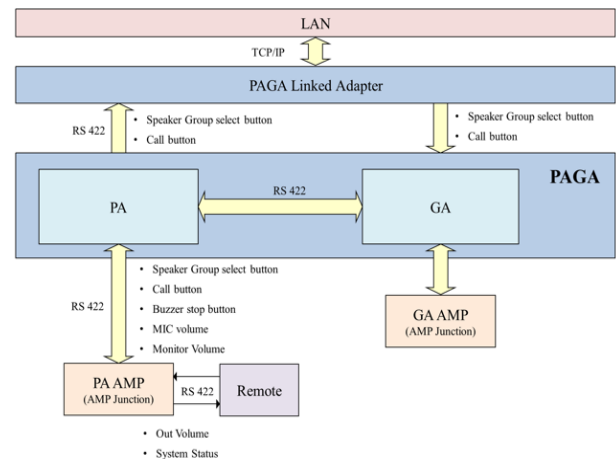 LAN
TCP/IP
PAGA Linked Adapter
RS 422
• Speaker Group select button
• Call button
• Speaker Group select button
• Call button
PAGA
PA
RS 422
GA
RS 422
• Speaker Group select button
• Call button
• Buzzer stop button
• MIC volume
• Monitor Volume
GA AMP
(AMP Junction)
PA AMP
(AMP Junction)
RS 422
Remote
• Out Volume
• System Status